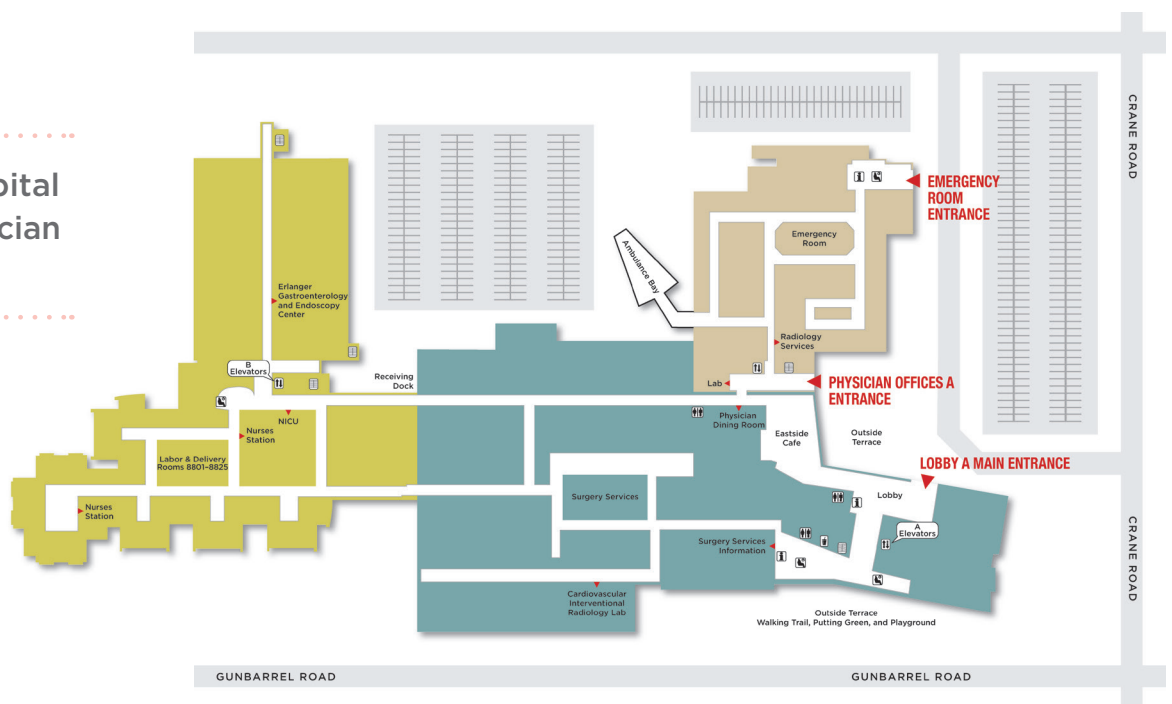 pital
cian
CRANE ROAD
EMERGENCY
ROOM
ENTRANCE
Emergency
Room
Ambulance Bay
Erlanger
Gastroenterology
and Endoscopy
Center
Radiology
Services
B
Elevators
Receiving
Dock
Lab
PHYSICIAN OFFICES A
ENTRANCE
NICU
Physician
Dining Room
Nurses
Station
Eastside
Cafe
Outside
Terrace
Labor & Delivery
Rooms 8801-8825
LOBBY A MAIN ENTRANCE
Surgery Services
Lobby
Nurses
Station
A
Elevators
Surgery Services
Information
CRANE ROAD
Cardiovascular
Interventional
Radiology Lab
Outside Terrace
Walking Trail, Putting Green, and Playground
GUNBARREL ROAD
GUNBARREL ROAD